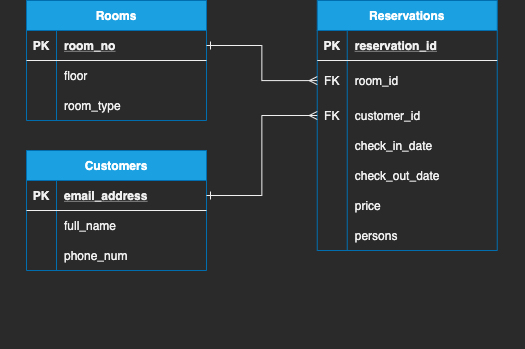 Rooms
PK room_no
floor
room_type
Customers
PK email_address
full_name
phone_num
Reservations
PK reservation_id
FK room_id
FK customer_id
check_in_date
check_out_date
price
persons